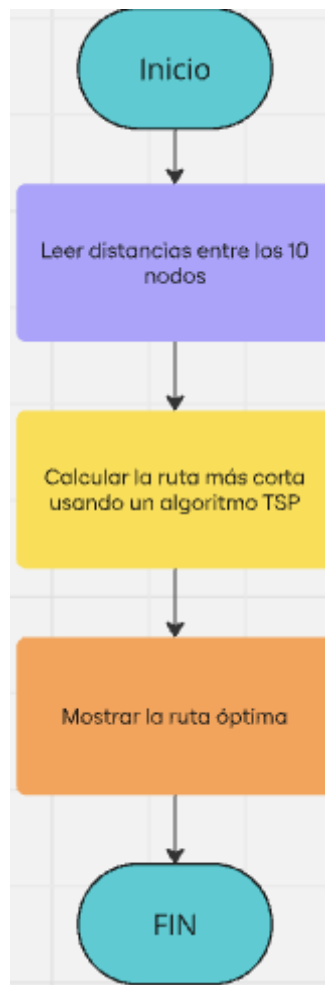 Inicio
Leer distancias entre los 10
nodos
Calcular la ruta más corta
usando un algoritmo TSP
Mostrar la ruta óptima
FIN